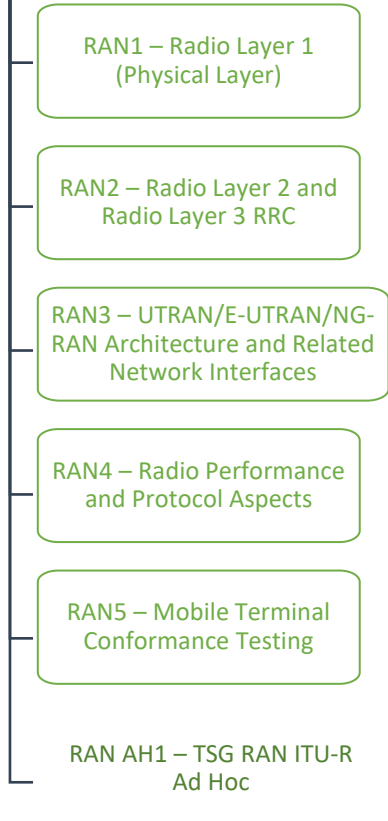 RAN1 – Radio Layer 1
(Physical Layer)
RAN2 – Radio Layer 2 and
Radio Layer 3 RRC
RAN3 – UTRAN/E-UTRAN/NG-
RAN Architecture and Related
Network Interfaces
RAN4 – Radio Performance
and Protocol Aspects
RAN5 – Mobile Terminal
Conformance Testing
RAN AH1 – TSG RAN ITU-R
Ad Hoc